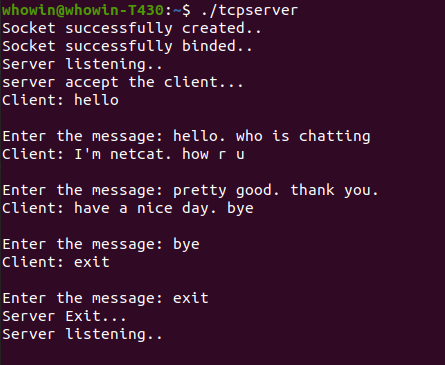 whowin@whowin-T430:~$ ./tcpserver
Socket successfully created..
Socket successfully binded..
Server listening..
server accept the client...
Client: hello
Enter the message: hello. who is chatting
Client: I'm netcat. how r u
Enter the message: pretty good. thank you.
Client: have a nice day. bye
Enter the message: bye
Client: exit
Enter the message: exit
Server Exit...
Server listening..